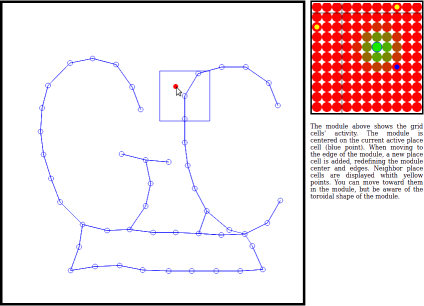 The module above shows the grid
cells' activity. The module is
centered on the current active place
cell (blue point). When moving to
the edge of the module, a new place
cell is added, redefining the module
center and edges. Neighbor place
cells are displayed whith yellow
points. You can move toward them
in the module, but be aware of the
toroidal shape of the module.